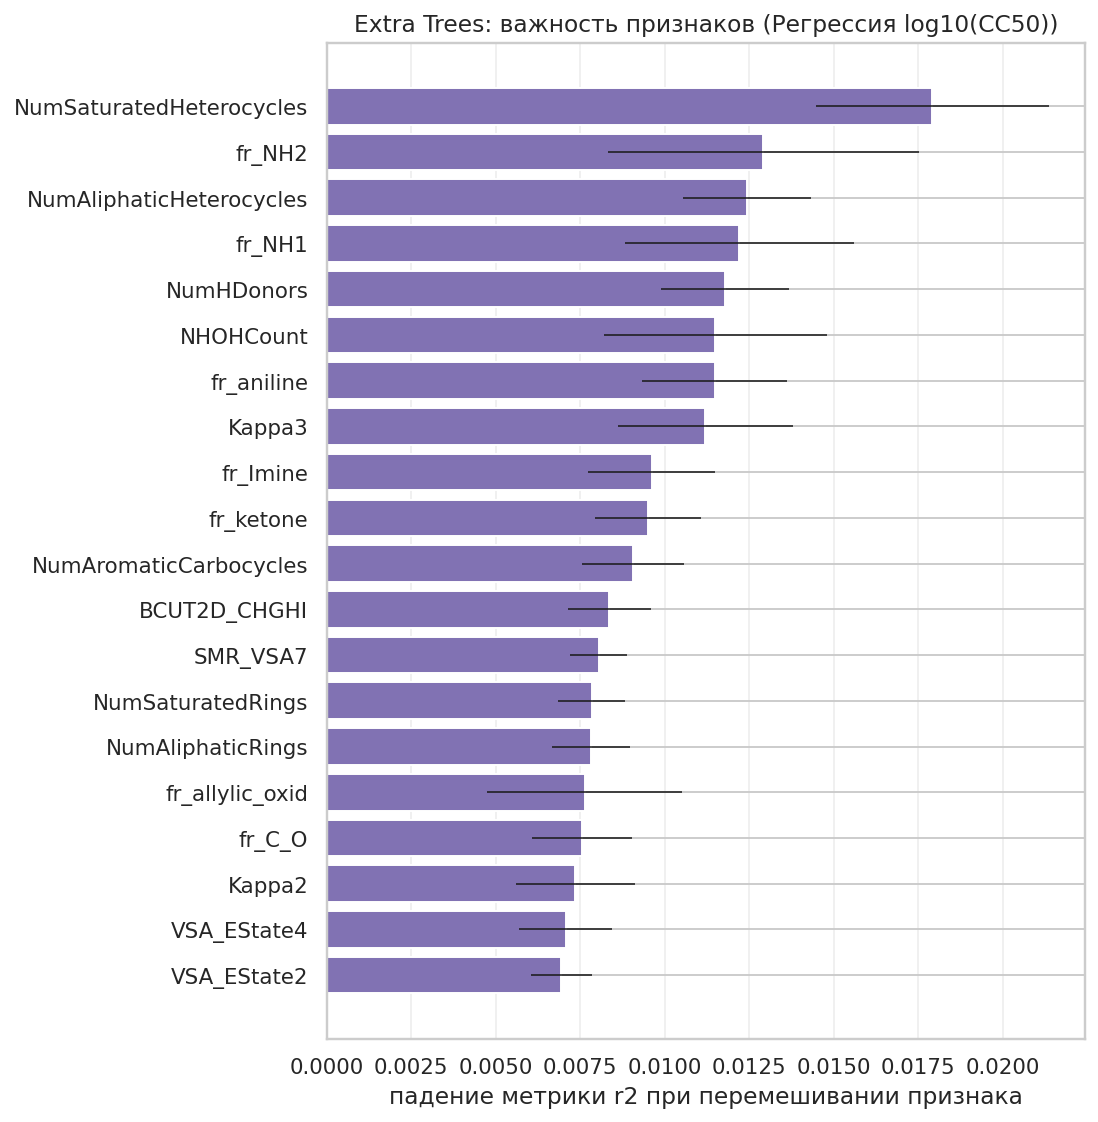 Extra Trees: важность признаков (Регрессия log10(CC50))
NumSaturatedHeterocycles
fr_NH2
NumAliphaticHeterocycles
fr_NH1
NumHDonors
NHOHCount
fr_aniline
Kappa3
fr_Imine
fr_ketone
NumAromaticCarbocycles
BCUT2D_CHGHI
SMR_VSA7
NumSaturatedRings
NumAliphaticRings
fr_allylic_oxid
fr_C_O
Kappa2
VSA_EState4
VSA_EState2
0.0000 0.0025 0.0050 0.0075 0.0100 0.0125 0.0150 0.0175 0.0200
падение метрики r2 при перемешивании признака